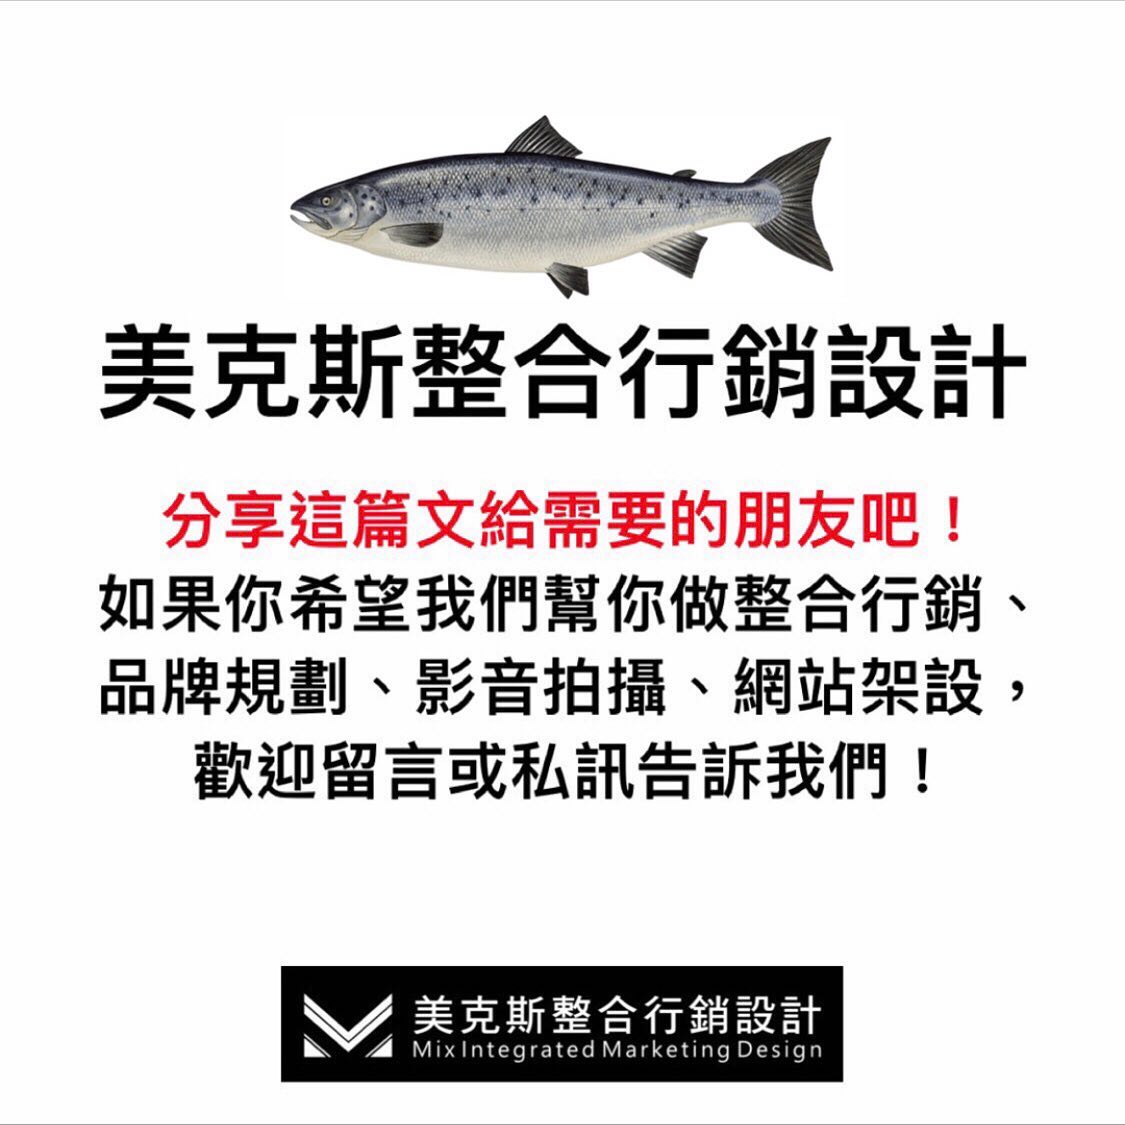 美克斯整合行銷設計
分享這篇文給需要的朋友吧！
如果你希望我們幫你做整合行銷、
品牌規劃、影音拍攝、網站架設，
歡迎留言或私訊告訴我們！
美克斯整合行銷設計
Mix Integrated Marketing Design